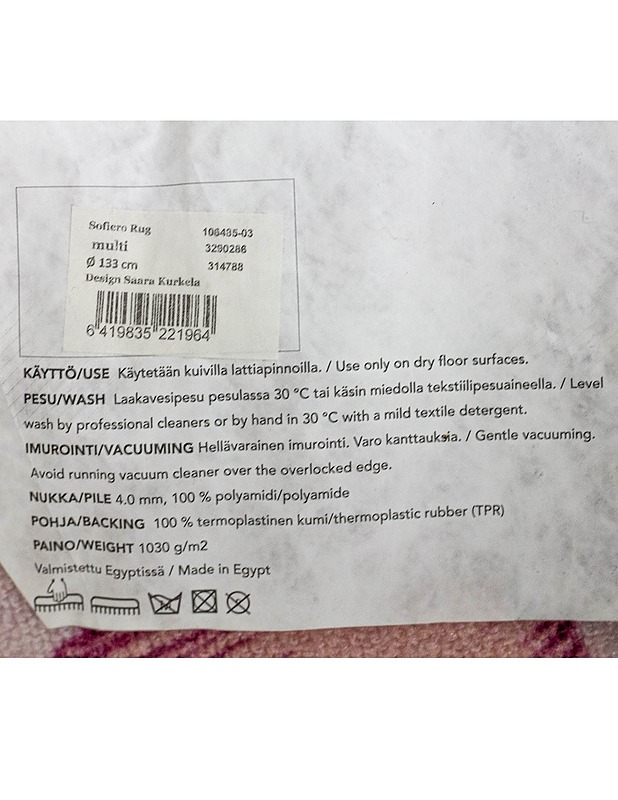 Sofiero Rug 106435-03
multi 3290286
Ø 133 cm 314788
Design Saara Kurkela
6 419835 221964
KÄYTTÖ/USE Käytetään kuivilla lattiapinnoilla. / Use only on dry floor surfaces.
PESU/WASH Laakavesipesu pesulassa 30 °C tai käsin miedolla tekstiilipesuaineella. / Level
wash by professional cleaners or by hand in 30 °C with a mild textile detergent.
IMUROINTI/VACUUMING Hellävarainen imurointi. Varo kanttauksia. / Gentle vacuuming.
Avoid running vacuum cleaner over the overlocked edge.
NUKKA/PILE 4.0 mm, 100 % polyamidi/polyamide
POHJA/BACKING 100 % termoplastinen kumi/thermoplastic rubber (TPR)
PAINO/WEIGHT 1030 g/m2
Valmistettu Egyptissä / Made in Egypt